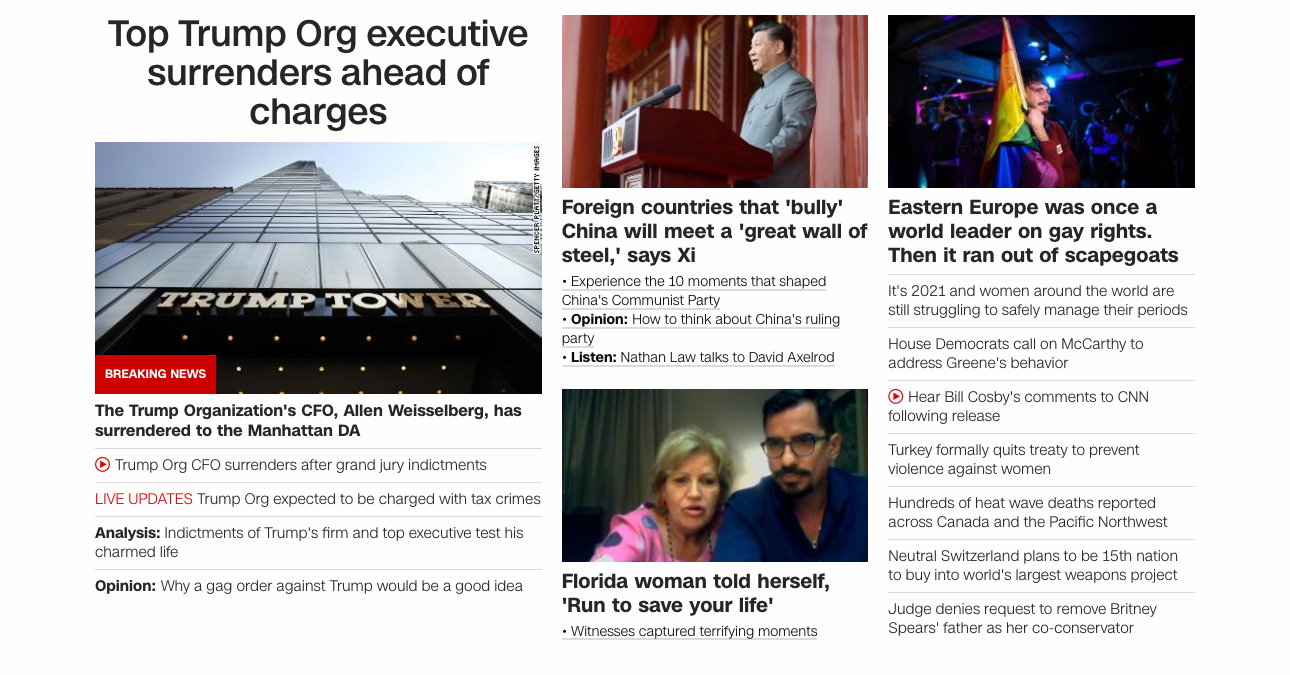 Top Trump Org executive
surrenders ahead of
charges
SPENCER PLATT/GETTY IMAGES
TRUMP TOWER
BREAKING NEWS
The Trump Organization's CFO, Allen Weisselberg, has
surrendered to the Manhattan DA
Trump Org CFO surrenders after grand jury indictments
LIVE UPDATES Trump Org expected to be charged with tax crimes
Analysis: Indictments of Trump's firm and top executive test his
charmed life
Opinion: Why a gag order against Trump would be a good idea
Foreign countries that 'bully'
China will meet a 'great wall of
steel,' says Xi
• Experience the 10 moments that shaped
China's Communist Party
• Opinion: How to think about China's ruling
party
• Listen: Nathan Law talks to David Axelrod
Florida woman told herself,
'Run to save your life'
• Witnesses captured terrifying moments
Eastern Europe was once a
world leader on gay rights.
Then it ran out of scapegoats
It's 2021 and women around the world are
still struggling to safely manage their periods
House Democrats call on McCarthy to
address Greene's behavior
Hear Bill Cosby's comments to CNN
following release
Turkey formally quits treaty to prevent
violence against women
Hundreds of heat wave deaths reported
across Canada and the Pacific Northwest
Neutral Switzerland plans to be 15th nation
to buy into world's largest weapons project
Judge denies request to remove Britney
Spears' father as her co-conservator